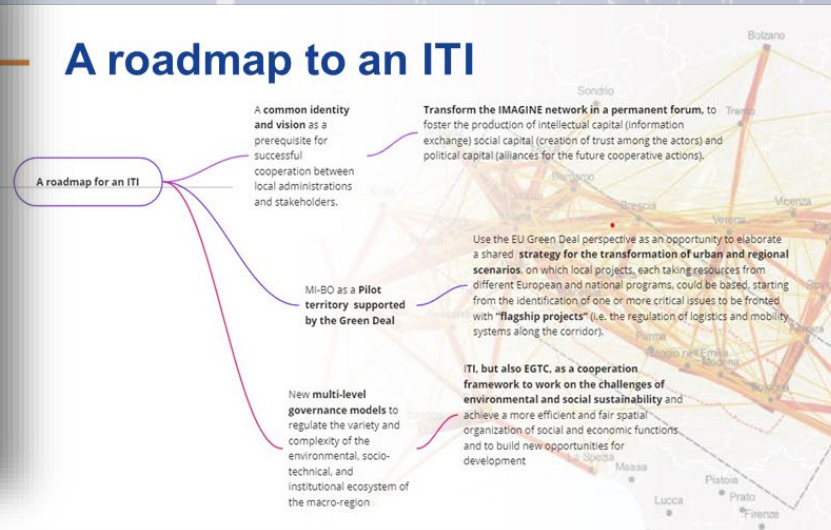 A roadmap to an ITI
A roadmap for an ITI
A common identity
and vision as a
prerequisite for
successful
cooperation between
local administrations
and stakeholders.
Transform the IMAGINE network in a permanent forum, to
foster the production of intellectual capital (information
exchange) social capital (creation of trust among the actors) and
political capital (alliances for the future cooperative actions).
MI-BO as a Pilot
territory supported
by the Green Deal
Use the EU Green Deal perspective as an opportunity to elaborate
a shared strategy for the transformation of urban and regional
scenarios, on which local projects, each taking resources from
different European and national programs, could be based, starting
from the identification of one or more critical issues to be fronted
with "flagship projects" (i.e. the regulation of logistics and mobility
systems along the corridor).
New multi-level
governance models to
regulate the variety and
complexity of the
environmental, socio-
technical, and
institutional ecosystem of
the macro-region
ITI, but also EGTC, as a cooperation
framework to work on the challenges of
environmental and social sustainability and
achieve a more efficient and fair spatial
organization of social and economic functions
and to build new opportunities for
development
Bolzano
Sondrio
Bergamo
Brescia
Verona
Vicenza
Parma
Reggio nell'Emilia
Modena
Bologna
Ferrara
La Spezia
Massa
Pistoia
Prato
Lucca
Firenze